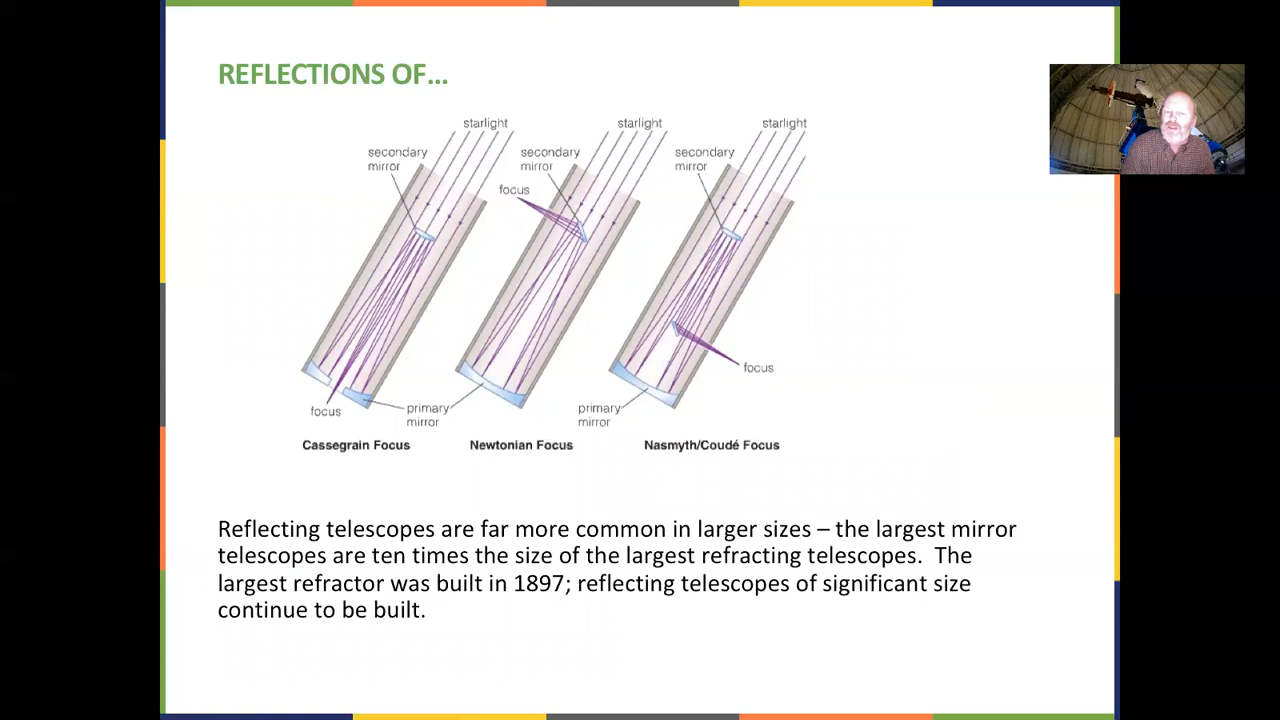 REFLECTIONS OF...
starlight
starlight
starlight
secondary
mirror
secondary
mirror
secondary
mirror
focus
focus
focus
primary
mirror
primary
mirror
Cassegrain Focus
Newtonian Focus
Nasmyth/Coudé Focus
Reflecting telescopes are far more common in larger sizes – the largest mirror
telescopes are ten times the size of the largest refracting telescopes.  The
largest refractor was built in 1897; reflecting telescopes of significant size
continue to be built.